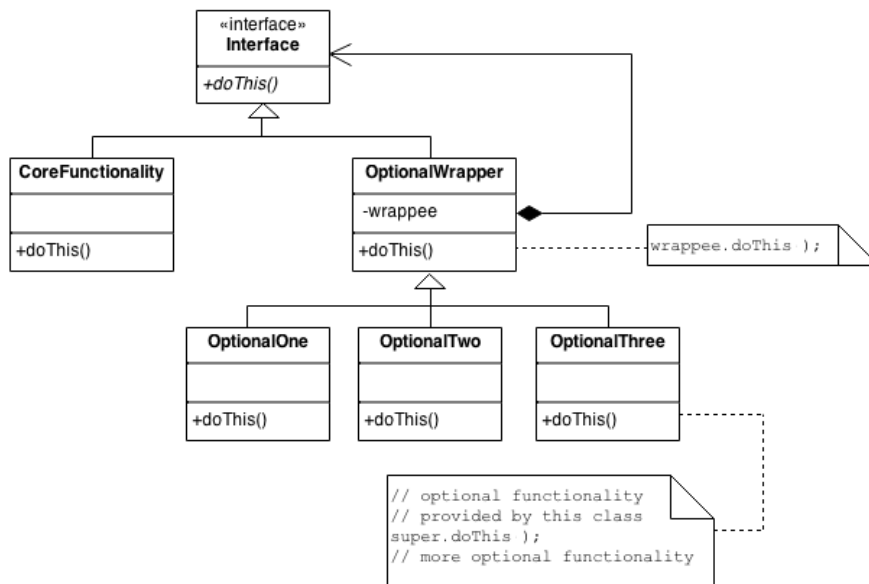 «interface»
Interface
+doThis()
CoreFunctionality
+doThis()
OptionalWrapper
-wrappee
+doThis()
wrappee.doThis );
OptionalOne
+doThis()
OptionalTwo
+doThis()
OptionalThree
+doThis()
// optional functionality
// provided by this class
super.doThis );
// more optional functionality